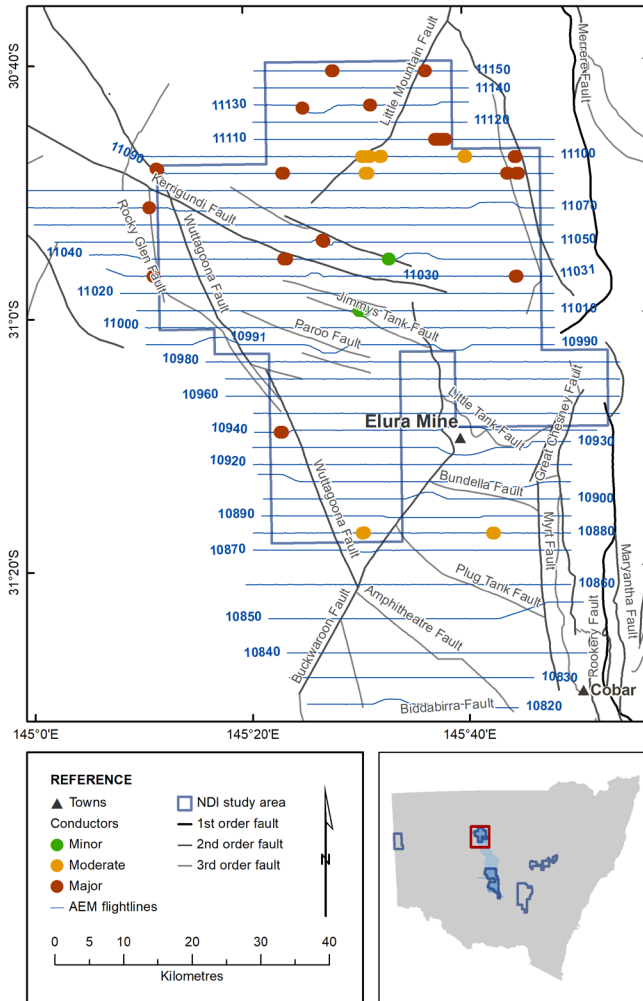 30°40'S
31°0'S
31°20'S
145°0'E
145°20'E
145°40'E
Little Mountain Fault
Merrere Fault
11150
11140
11130
11120
11110
11100
11090
Kerrigundi Fault
11070
Rocky Glen Fault
Wuttagoona Fault
11050
11040
11030
11031
11020
11010
Jimmys Tank Fault
11000
10991
Paroo Fault
10990
10980
Great Chesney Fault
10960
Little Tank Fault
Elura Mine
10940
10930
10920
Wuttagoona Fault
Bundella Fault
10900
10890
10880
10870
Myrt Fault
Plug Tank Fault
10860
Maryantha Fault
Amphitheatre Fault
10850
Buckwaroon Fault
Rookery Fault
10840
10830
Cobar
Biddabirra Fault
10820
REFERENCE
Towns
Conductors
Minor
Moderate
Major
AEM flightlines
NDI study area
1st order fault
2nd order fault
3rd order fault
N
0 5 10 20 30 40
Kilometres